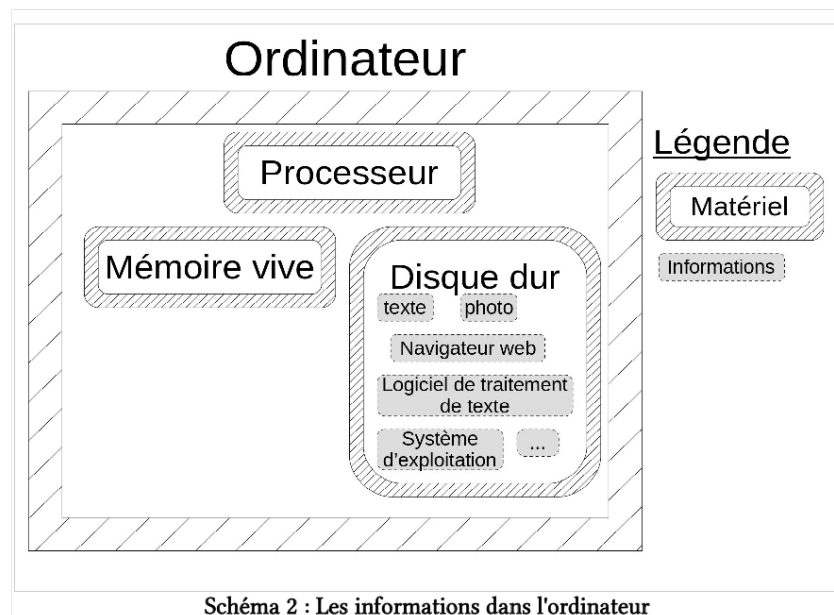 Ordinateur
Processeur
Mémoire vive
Disque dur
texte
photo
Navigateur web
Logiciel de traitement
de texte
Système
d'exploitation
...
Légende
Matériel
Informations
Schéma 2 : Les informations dans l'ordinateur